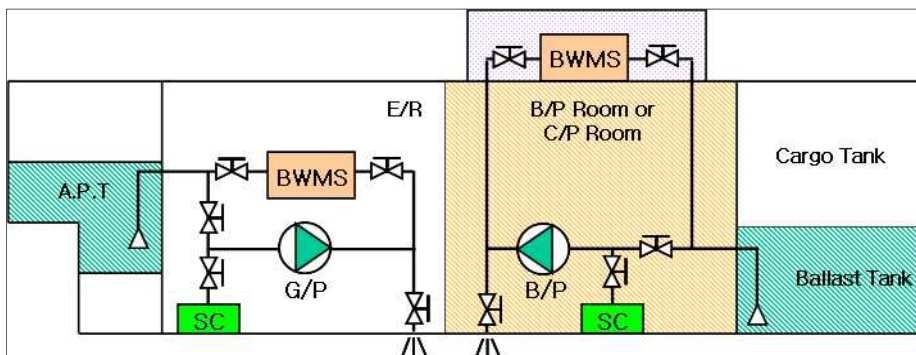 BWMS
E/R
B/P Room or
C/P Room
Cargo Tank
A.P.T
BWMS
G/P
B/P
Ballast Tank
SC
SC